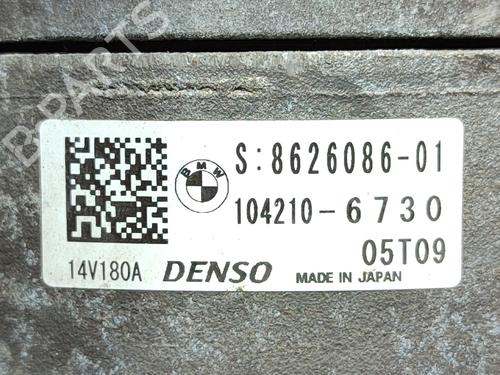 B-PARTS
BMW
S:8626086-01
104210-6730
05T09
14V180A DENSO MADE IN JAPAN